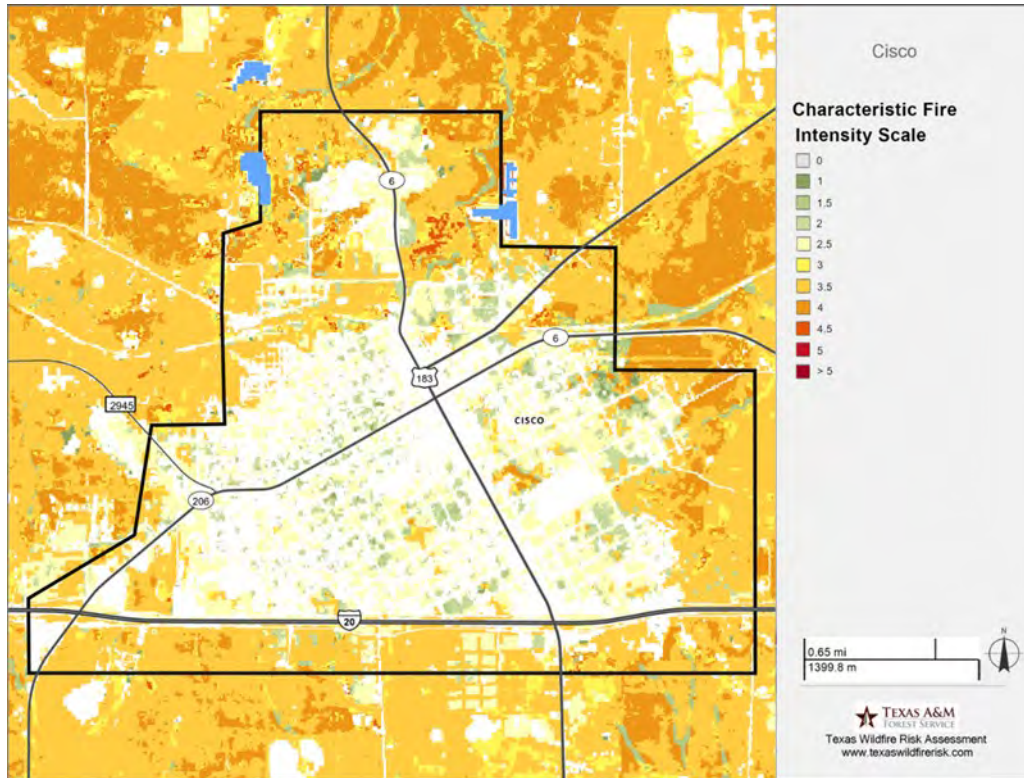 Cisco
Characteristic Fire
Intensity Scale
0
1
1.5
2
2.5
3
3.5
4
4.5
5
> 5
6
6
183
2945
CISCO
206
20
N
0.65 mi
1399.8 m
TEXAS A&M
FOREST SERVICE
Texas Wildfire Risk Assessment
www.texaswildfirerisk.com